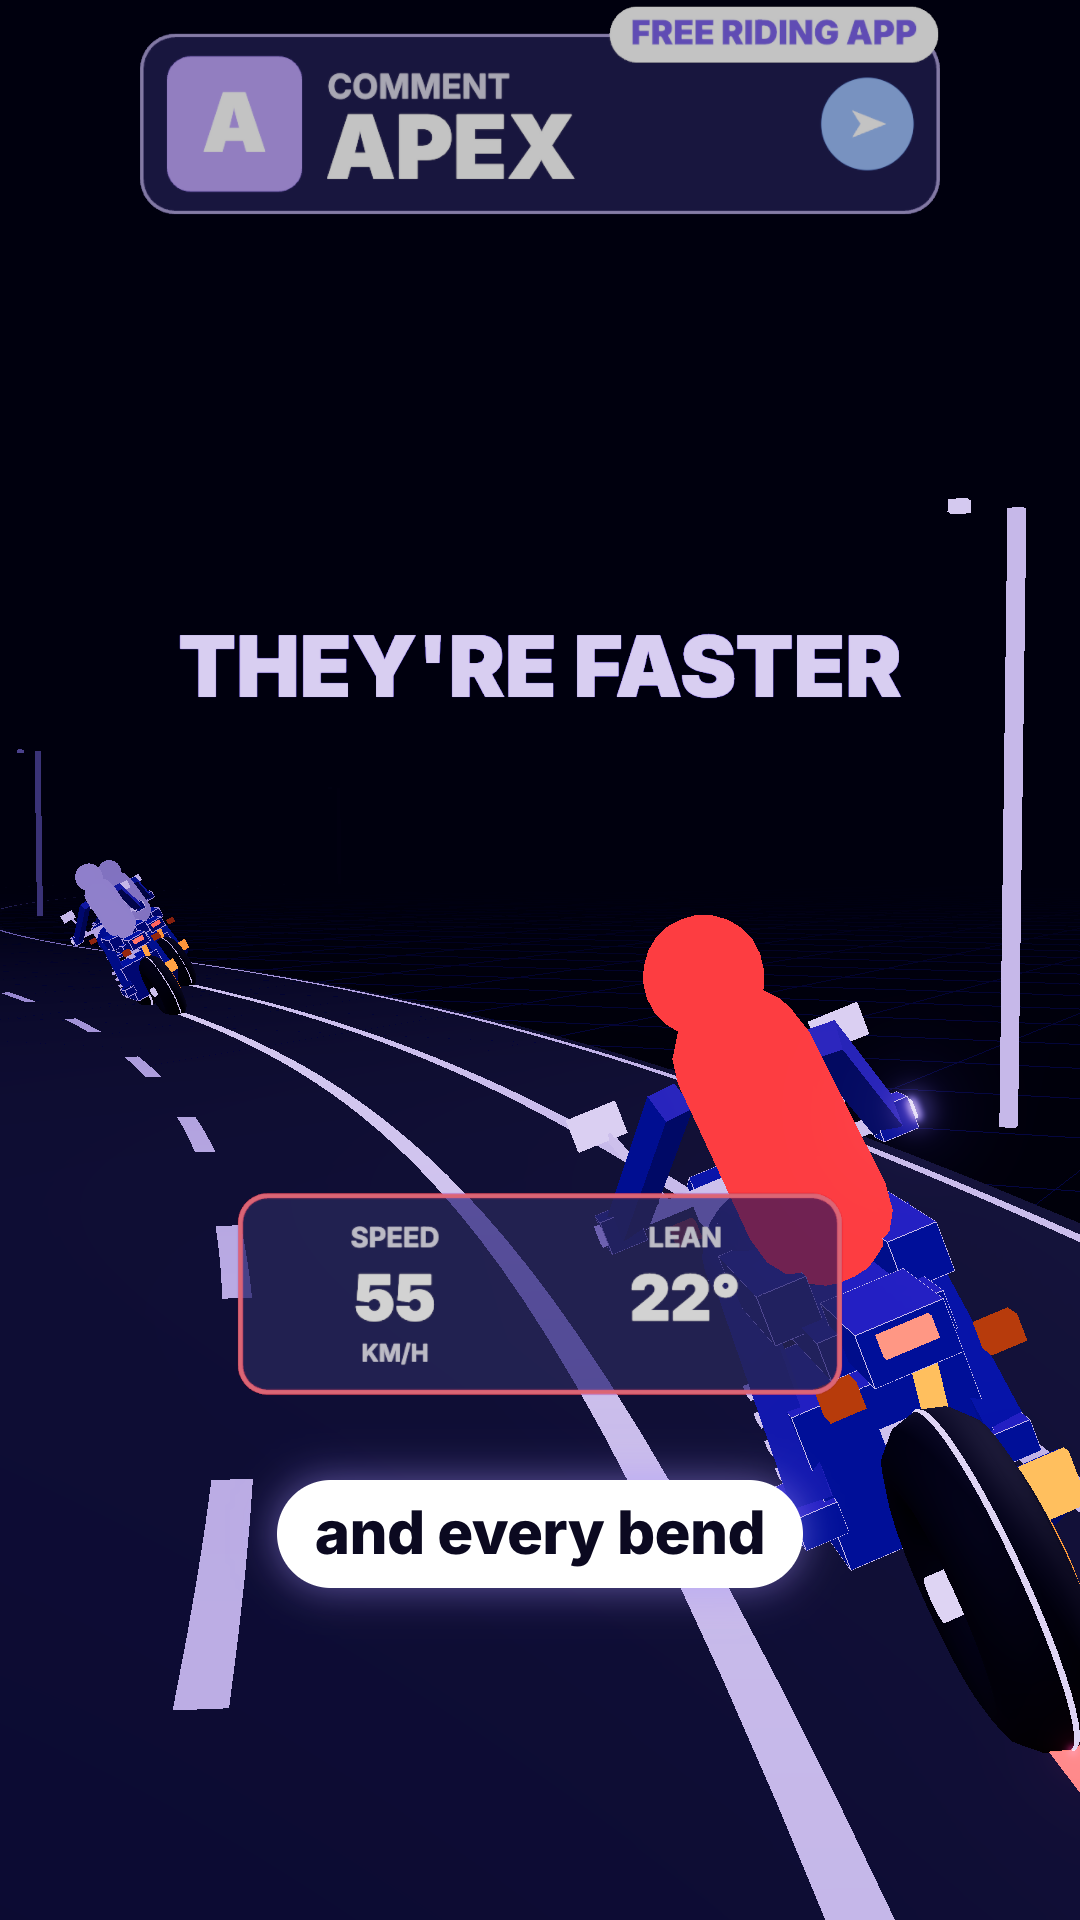 FREE RIDING APP
A
COMMENT
APEX
THEY'RE FASTER
SPEED
55
KM/H
LEAN
22°
and every bend